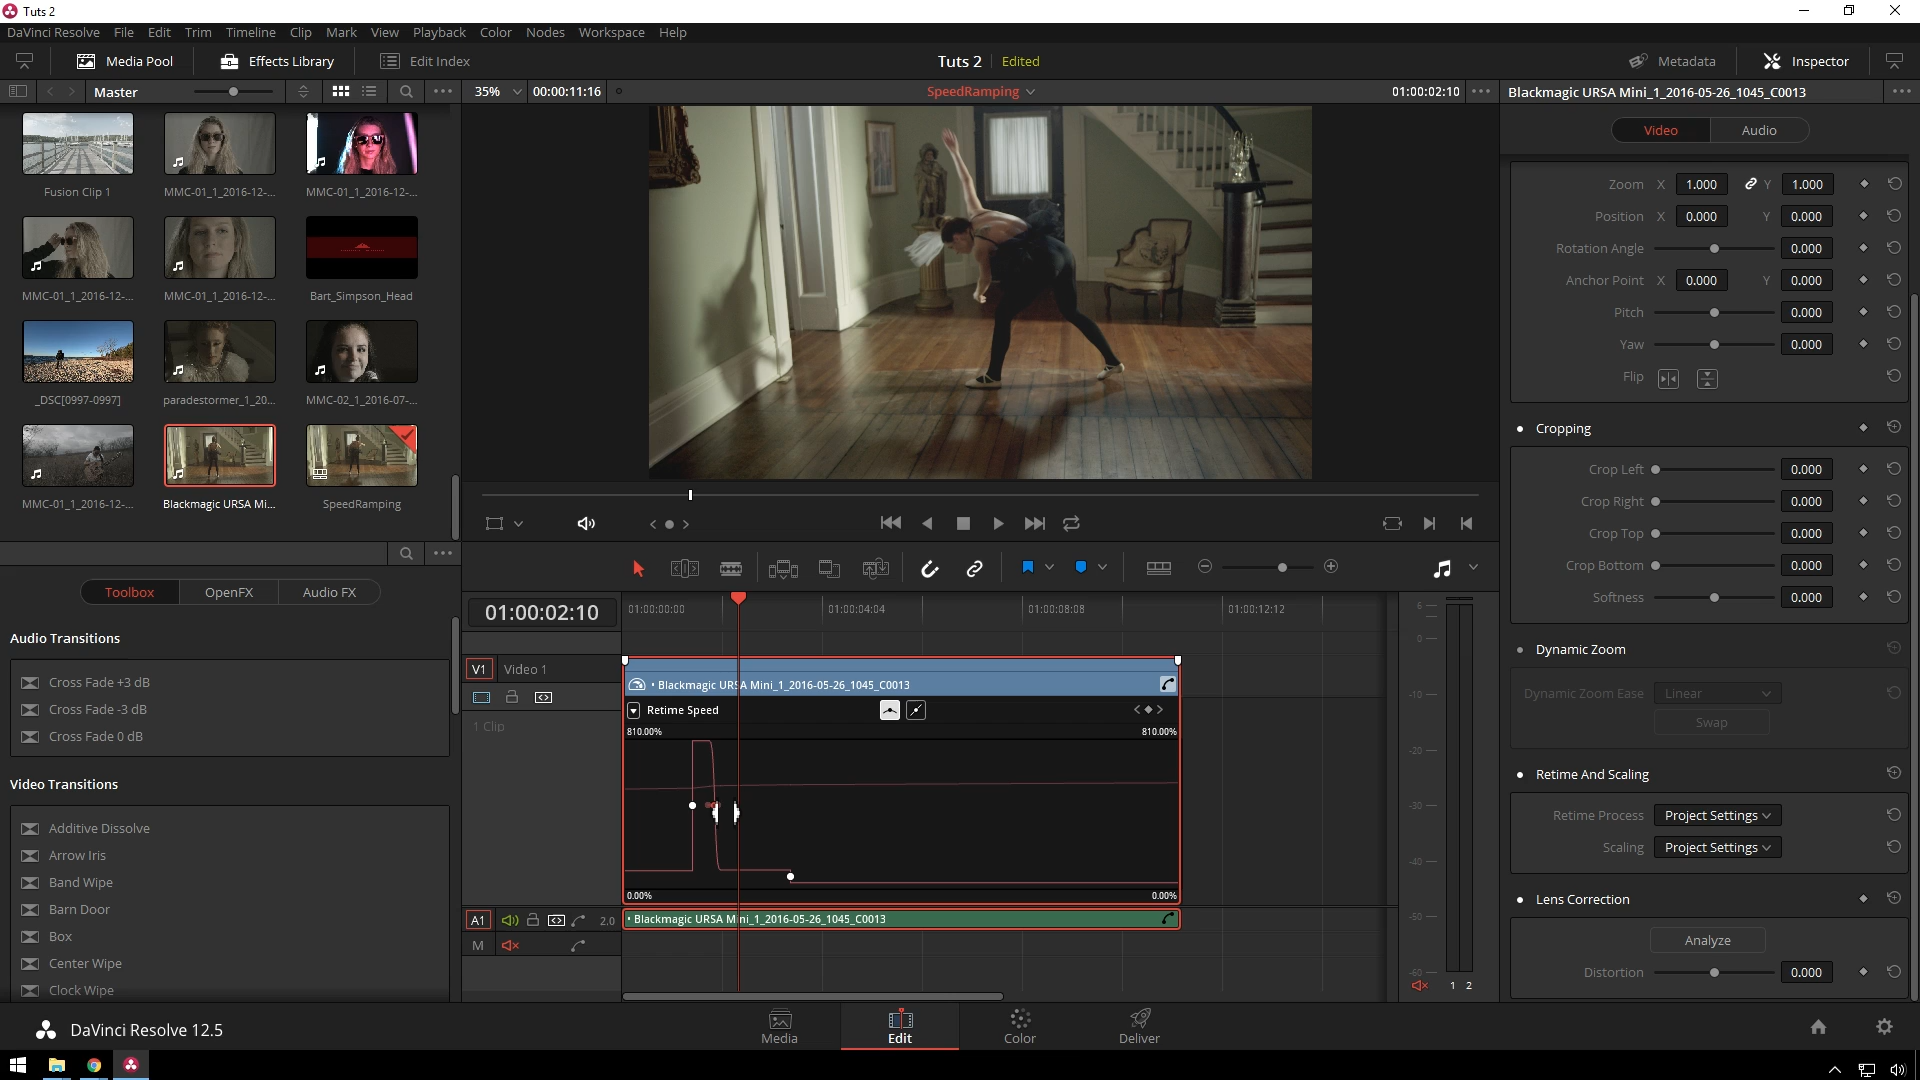 Tuts 2
DaVinci Resolve File Edit Trim Timeline Clip Mark View Playback Color Nodes Workspace Help
Media Pool Effects Library Edit Index Tuts 2 Edited Metadata Inspector
Master 35% 00:00:11:16 SpeedRamping 01:00:02:10 Blackmagic URSA Mini_1_2016-05-26_1045_C0013
Video Audio
Fusion Clip 1 MMC-01_1_2016-12-... MMC-01_1_2016-12-...
MMC-01_1_2016-12-... MMC-01_1_2016-12-... Bart_Simpson_Head
_DSC[0997-0997] paradestormer_1_20... MMC-02_1_2016-07-...
MMC-01_1_2016-12-... Blackmagic URSA Mi... SpeedRamping
Zoom X 1.000 Y 1.000
Position X 0.000 Y 0.000
Rotation Angle 0.000
Anchor Point X 0.000 Y 0.000
Pitch 0.000
Yaw 0.000
Flip
Cropping
Crop Left 0.000
Crop Right 0.000
Crop Top 0.000
Crop Bottom 0.000
Softness 0.000
Dynamic Zoom
Dynamic Zoom Ease Linear
Swap
Retime And Scaling
Retime Process Project Settings
Scaling Project Settings
Lens Correction
Analyze
Distortion 0.000
Toolbox OpenFX Audio FX
Audio Transitions
Cross Fade +3 dB
Cross Fade -3 dB
Cross Fade 0 dB
Video Transitions
Additive Dissolve
Arrow Iris
Band Wipe
Barn Door
Box
Center Wipe
Clock Wipe
01:00:02:10 01:00:00:00 01:00:04:04 01:00:08:08 01:00:12:12
V1 Video 1
1 Clip
• Blackmagic URSA Mini_1_2016-05-26_1045_C0013
Retime Speed
810.00% 810.00%
0.00% 0.00%
A1 2.0 • Blackmagic URSA Mini_1_2016-05-26_1045_C0013
M
6
0
-10
-20
-30
-40
-50
-60
1 2
DaVinci Resolve 12.5
Media Edit Color Deliver